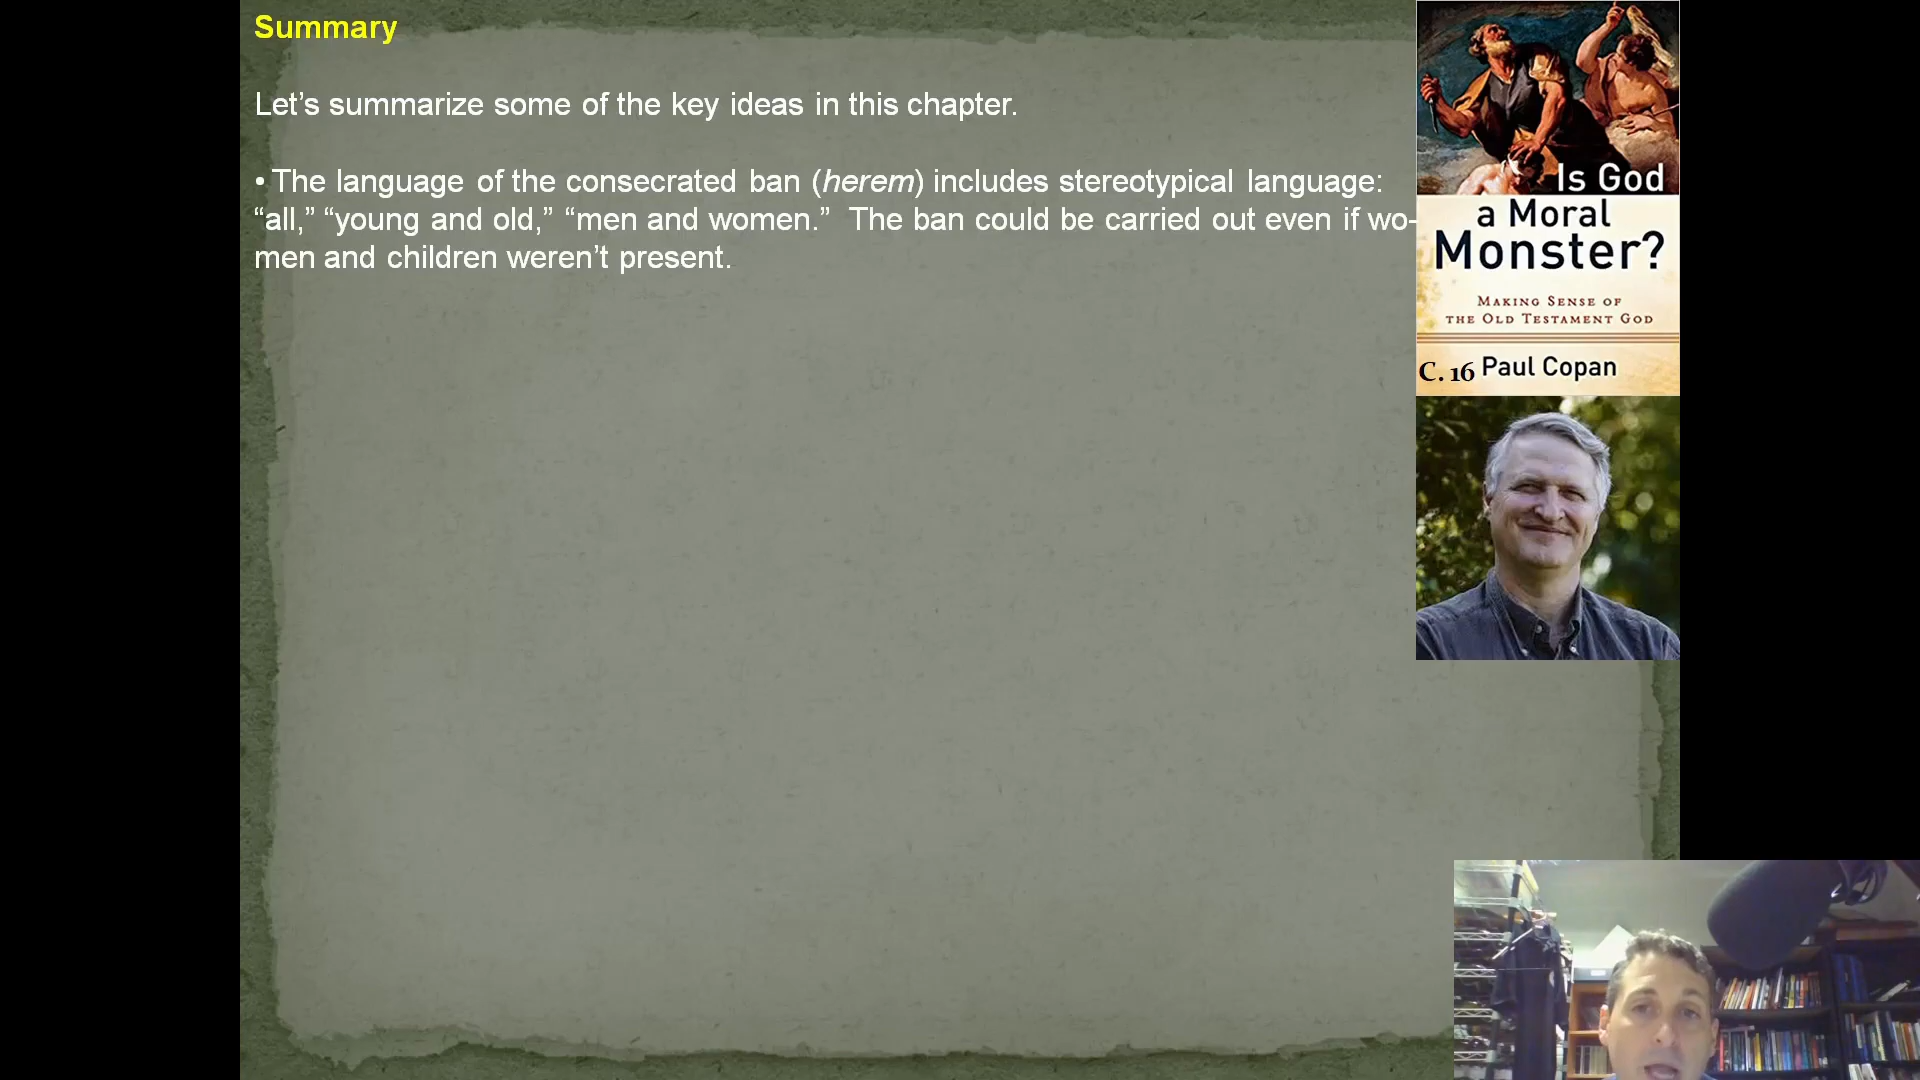 Summary
Let’s summarize some of the key ideas in this chapter.
• The language of the consecrated ban (herem) includes stereotypical language:
“all,” “young and old,” “men and women.”  The ban could be carried out even if wo-
men and children weren’t present.
Is God
a Moral
Monster?
MAKING SENSE OF
THE OLD TESTAMENT GOD
C. 16 Paul Copan